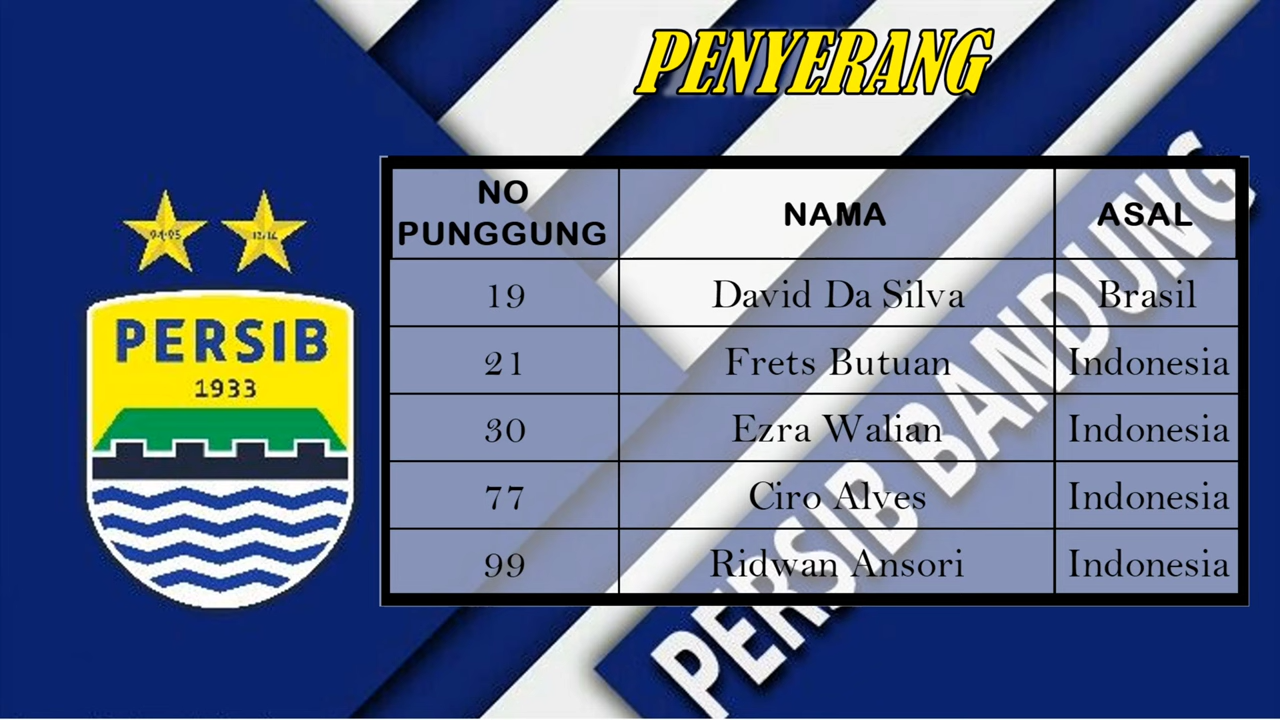 PENYERANG
NO PUNGGUNG NAMA ASAL
19 David Da Silva Brasil
21 Frets Butuan Indonesia
30 Ezra Walian Indonesia
77 Ciro Alves Indonesia
99 Ridwan Ansori Indonesia
PERSIB
1933
PERSIB BANDUNG